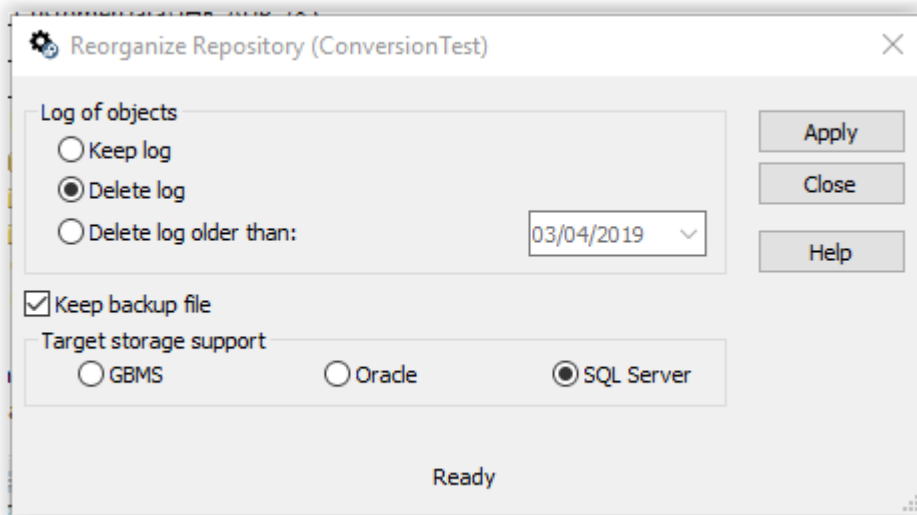 Reorganize Repository (ConversionTest)
Log of objects
Keep log
Delete log
Delete log older than:
03/04/2019
Apply
Close
Help
Keep backup file
Target storage support
GBMS
Oracle
SQL Server
Ready